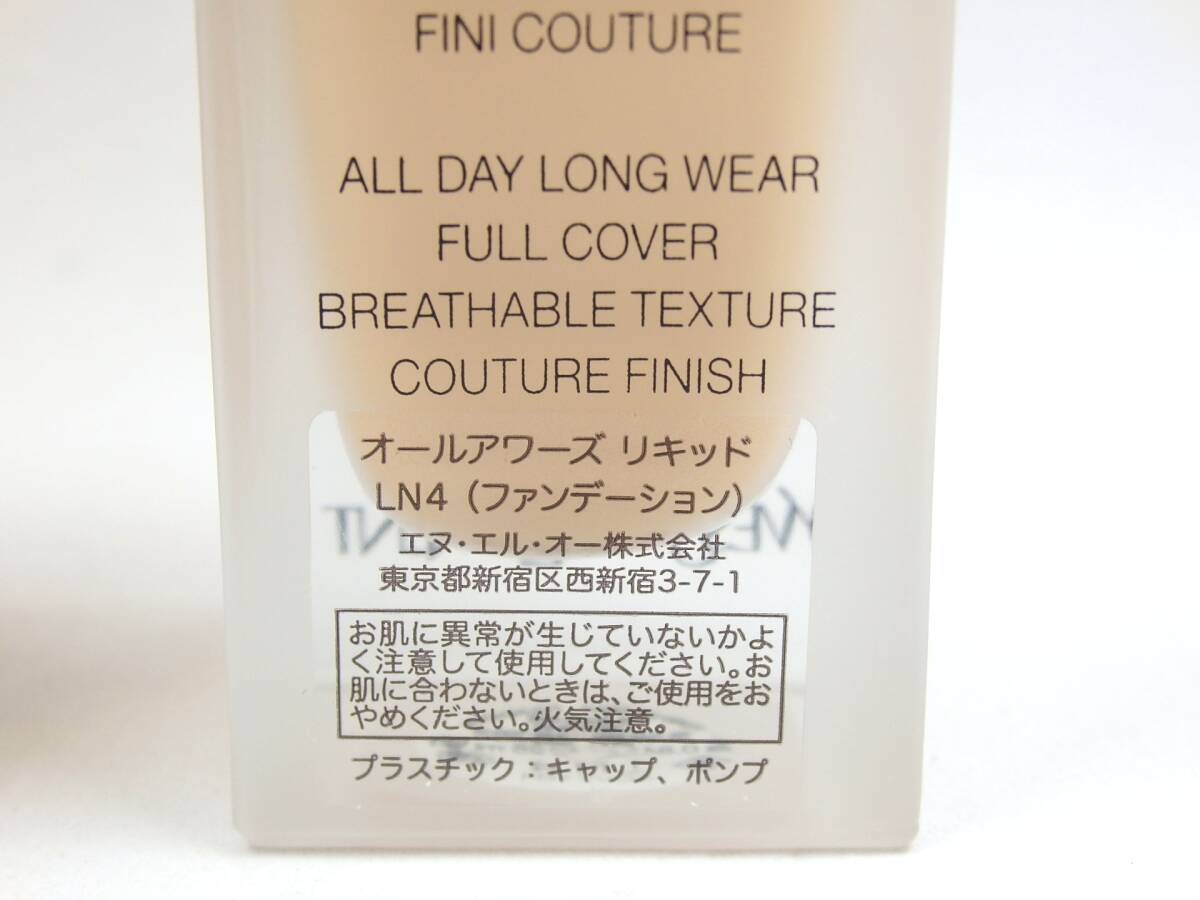 FINI COUTURE
ALL DAY LONG WEAR
FULL COVER
BREATHABLE TEXTURE
COUTURE FINISH
オールアワーズ リキッド
LN4 (ファンデーション)
エヌ・エル・オー株式会社
東京都新宿区西新宿3-7-1
お肌に異常が生じていないかよ
く注意して使用してください。お
肌に合わないときは、ご使用をお
やめください。火気注意。
プラスチック:キャップ、ポンプ